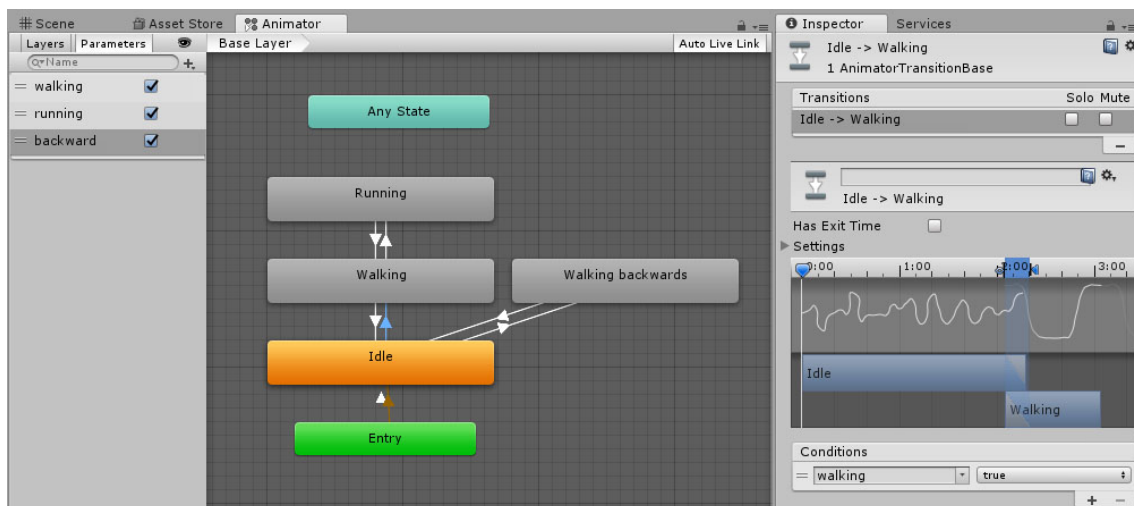 Scene
Asset Store
Animator
Layers
Parameters
Name
walking
running
backward
Base Layer
Auto Live Link
Any State
Running
Walking
Walking backwards
Idle
Entry
Inspector
Services
Idle -> Walking
1 AnimatorTransitionBase
Transitions
Solo Mute
Idle -> Walking
Idle -> Walking
Has Exit Time
Settings
0:00
1:00
2:00
3:00
Idle
Walking
Conditions
walking
true